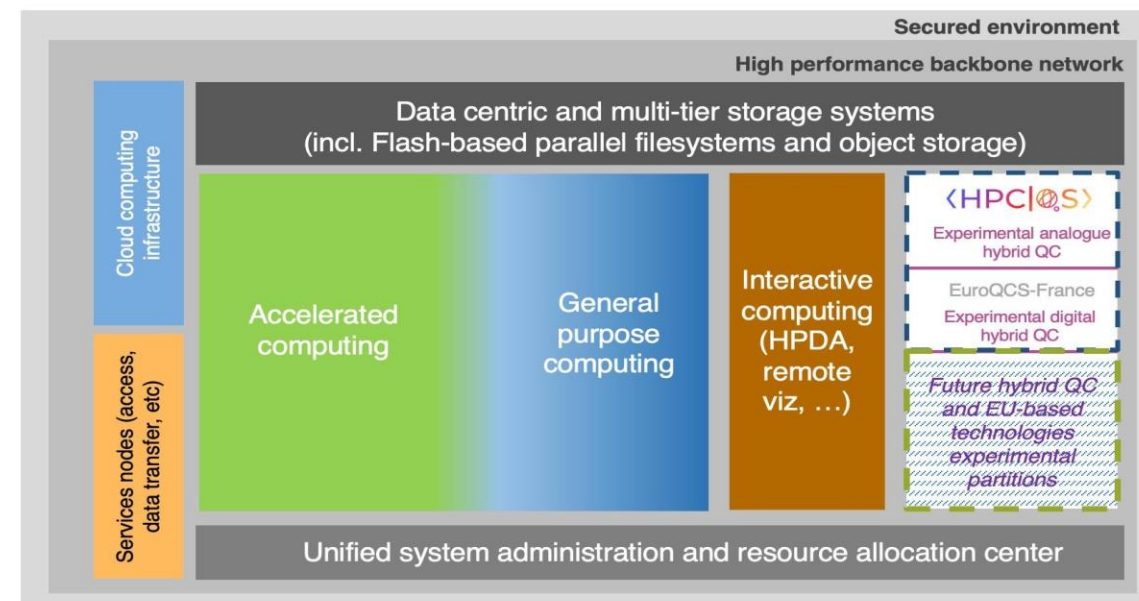 Secured environment
High performance backbone network
Cloud computing
infrastructure
Services nodes (access,
data transfer, etc)
Data centric and multi-tier storage systems
(incl. Flash-based parallel filesystems and object storage)
Accelerated
computing
General
purpose
computing
Interactive
computing
(HPDA,
remote
viz, …)
<HPC|QS>
Experimental analogue
hybrid QC
EuroQCS-France
Experimental digital
hybrid QC
Future hybrid QC
and EU-based
technologies
experimental
partitions
Unified system administration and resource allocation center